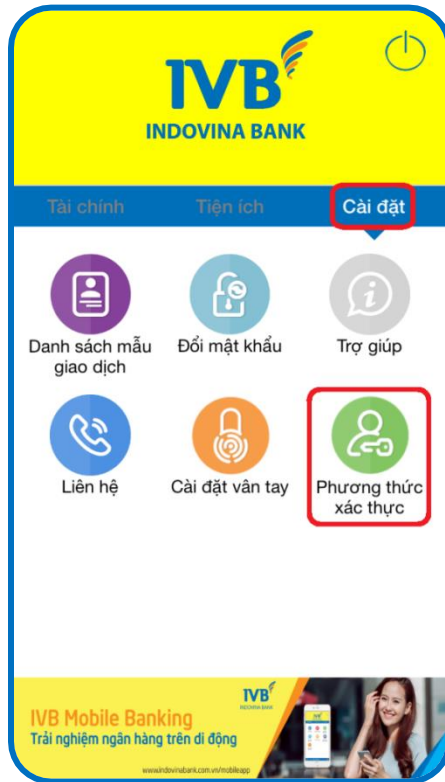 IVB
INDOVINA BANK
Tài chính Tiện ích Cài đặt
Danh sách mẫu giao dịch
Đổi mật khẩu
Trợ giúp
Liên hệ
Cài đặt vân tay
Phương thức xác thực
IVB
INDOVINA BANK
IVB Mobile Banking
Trải nghiệm ngân hàng trên di động
www.indovinabank.com.vn/mobileapp